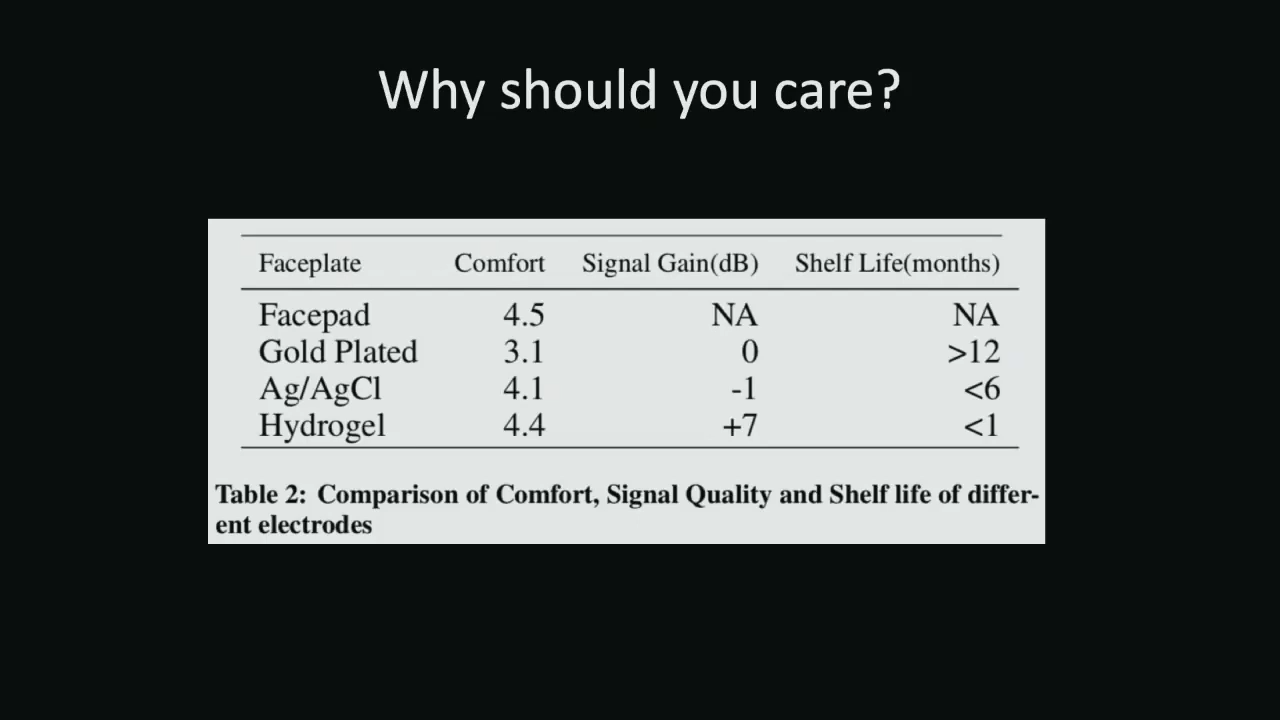 Why should you care?
Faceplate Comfort Signal Gain(dB) Shelf Life(months)
Facepad 4.5 NA NA
Gold Plated 3.1 0 >12
Ag/AgCl 4.1 -1 <6
Hydrogel 4.4 +7 <1
Table 2: Comparison of Comfort, Signal Quality and Shelf life of differ-
ent electrodes